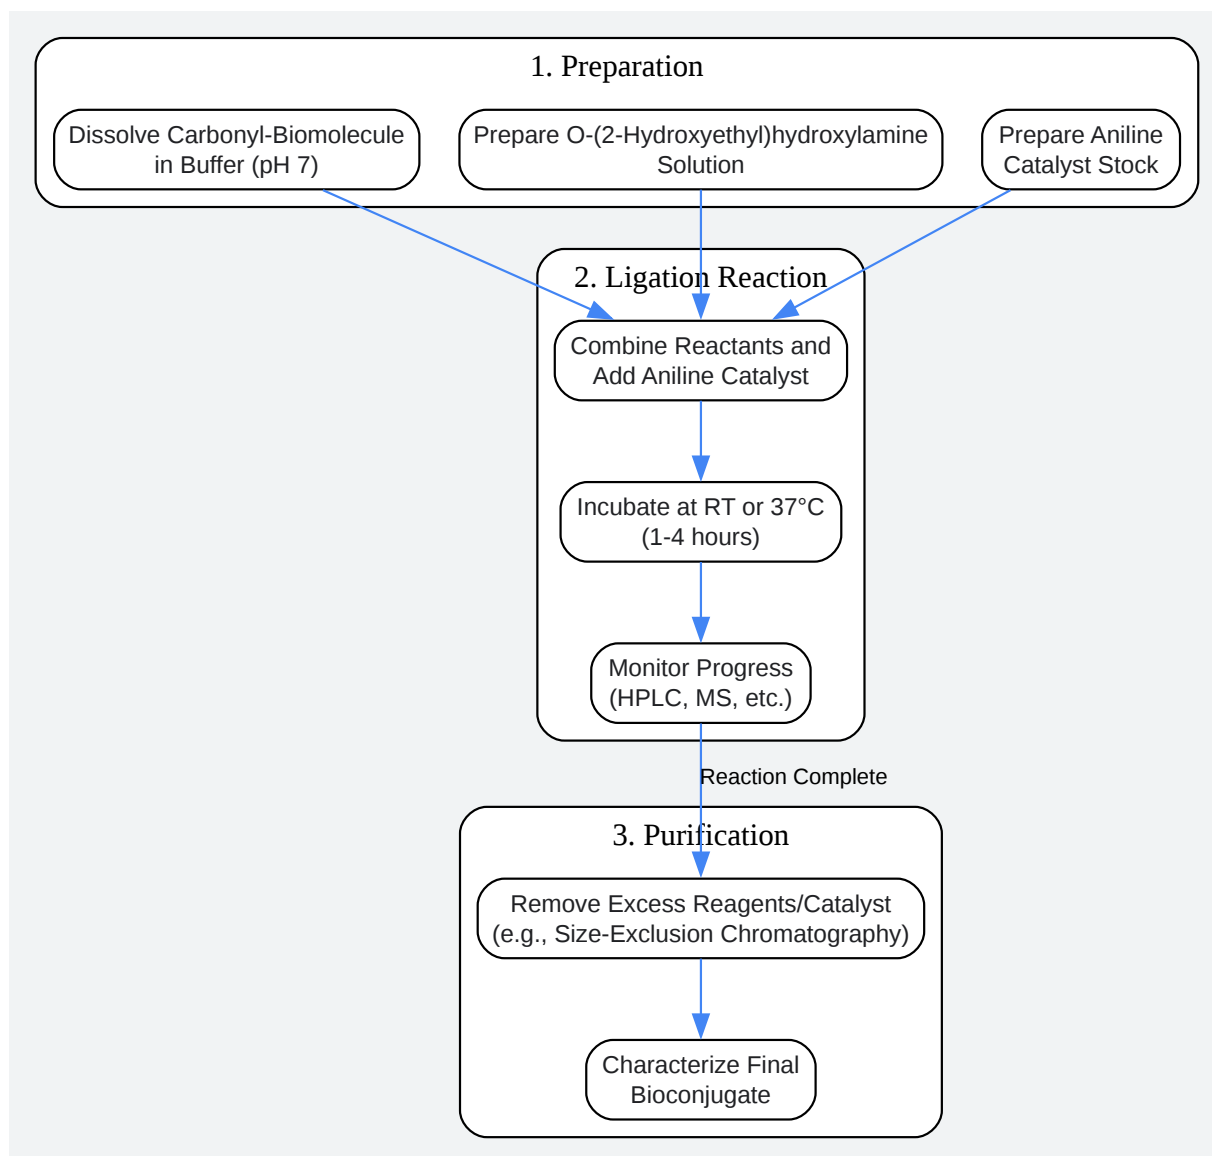 1. Preparation
Dissolve Carbonyl-Biomolecule
in Buffer (pH 7)
Prepare O-(2-Hydroxyethyl)hydroxylamine
Solution
Prepare Aniline
Catalyst Stock
2. Ligation Reaction
Combine Reactants and
Add Aniline Catalyst
Incubate at RT or 37°C
(1-4 hours)
Monitor Progress
(HPLC, MS, etc.)
Reaction Complete
3. Purification
Remove Excess Reagents/Catalyst
(e.g., Size-Exclusion Chromatography)
Characterize Final
Bioconjugate